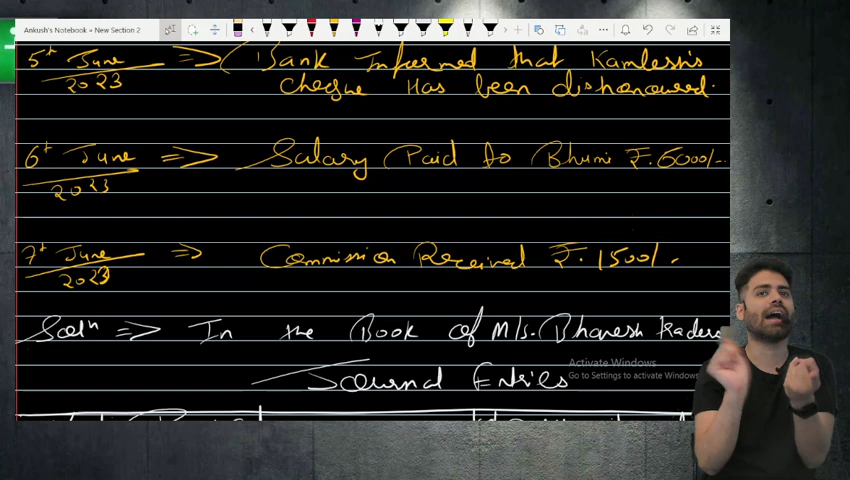 Ankush's Notebook » New Section 2
5th June 2023 => ( Bank Informed that Kamlesh's
cheque Has been dishonoured.
6th June 2023 => Salary Paid to Bhumi ₹.6000/-.
7th June 2023 => Commission Received ₹.1500/-.
Soln => In the Book of M/s. Bhavesh Traders
Journal Entries
Activate Windows
Go to Settings to activate Windows.